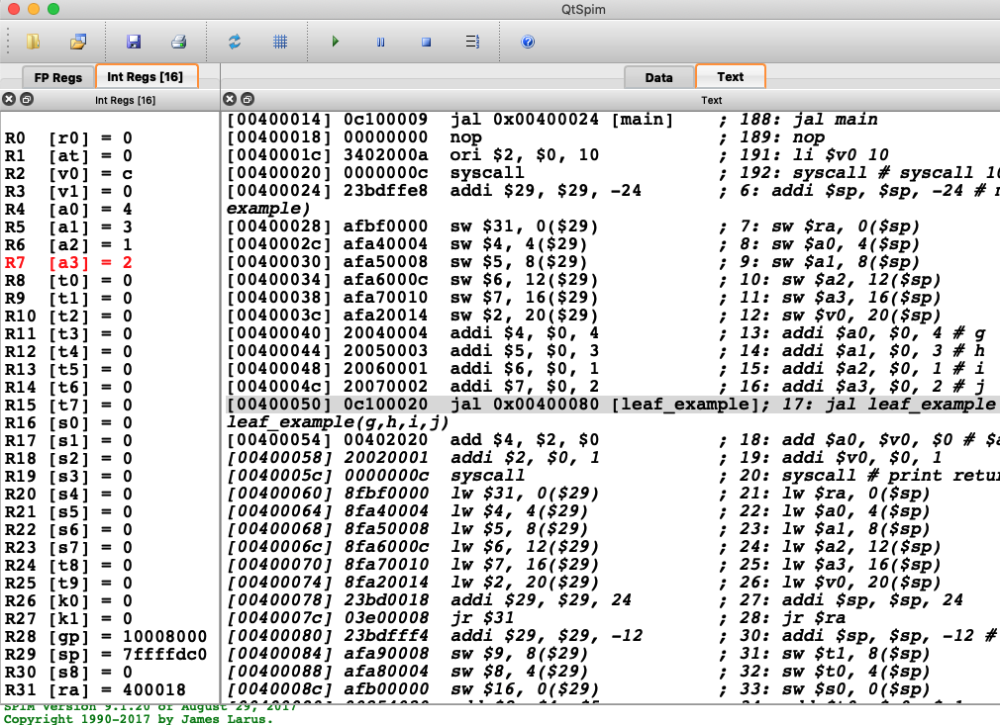 QtSpim
FP Regs
Int Regs [16]
Data
Text
Int Regs [16]
Text
R0 [r0] = 0
R1 [at] = 0
R2 [v0] = c
R3 [v1] = 0
R4 [a0] = 4
R5 [a1] = 3
R6 [a2] = 1
R7 [a3] = 2
R8 [t0] = 0
R9 [t1] = 0
R10 [t2] = 0
R11 [t3] = 0
R12 [t4] = 0
R13 [t5] = 0
R14 [t6] = 0
R15 [t7] = 0
R16 [s0] = 0
R17 [s1] = 0
R18 [s2] = 0
R19 [s3] = 0
R20 [s4] = 0
R21 [s5] = 0
R22 [s6] = 0
R23 [s7] = 0
R24 [t8] = 0
R25 [t9] = 0
R26 [k0] = 0
R27 [k1] = 0
R28 [gp] = 10008000
R29 [sp] = 7ffffdc0
R30 [s8] = 0
R31 [ra] = 400018
[00400014] 0c100009 jal 0x00400024 [main] ; 188: jal main
[00400018] 00000000 nop ; 189: nop
[0040001c] 3402000a ori $2, $0, 10 ; 191: li $v0 10
[00400020] 0000000c syscall ; 192: syscall # syscall 10
[00400024] 23bdffe8 addi $29, $29, -24 ; 6: addi $sp, $sp, -24 #
example)
[00400028] afbf0000 sw $31, 0($29) ; 7: sw $ra, 0($sp)
[0040002c] afa40004 sw $4, 4($29) ; 8: sw $a0, 4($sp)
[00400030] afa50008 sw $5, 8($29) ; 9: sw $a1, 8($sp)
[00400034] afa6000c sw $6, 12($29) ; 10: sw $a2, 12($sp)
[00400038] afa70010 sw $7, 16($29) ; 11: sw $a3, 16($sp)
[0040003c] afa20014 sw $2, 20($29) ; 12: sw $v0, 20($sp)
[00400040] 20040004 addi $4, $0, 4 ; 13: addi $a0, $0, 4 # g
[00400044] 20050003 addi $5, $0, 3 ; 14: addi $a1, $0, 3 # h
[00400048] 20060001 addi $6, $0, 1 ; 15: addi $a2, $0, 1 # i
[0040004c] 20070002 addi $7, $0, 2 ; 16: addi $a3, $0, 2 # j
[00400050] 0c100020 jal 0x00400080 [leaf_example]; 17: jal leaf_example
leaf_example(g,h,i,j)
[00400054] 00402020 add $4, $2, $0 ; 18: add $a0, $v0, $0 #
[00400058] 20020001 addi $2, $0, 1 ; 19: addi $v0, $0, 1
[0040005c] 0000000c syscall ; 20: syscall # print retur
[00400060] 8fbf0000 lw $31, 0($29) ; 21: lw $ra, 0($sp)
[00400064] 8fa40004 lw $4, 4($29) ; 22: lw $a0, 4($sp)
[00400068] 8fa50008 lw $5, 8($29) ; 23: lw $a1, 8($sp)
[0040006c] 8fa6000c lw $6, 12($29) ; 24: lw $a2, 12($sp)
[00400070] 8fa70010 lw $7, 16($29) ; 25: lw $a3, 16($sp)
[00400074] 8fa20014 lw $2, 20($29) ; 26: lw $v0, 20($sp)
[00400078] 23bd0018 addi $29, $29, 24 ; 27: addi $sp, $sp, 24
[0040007c] 03e00008 jr $31 ; 28: jr $ra
[00400080] 23bdfff4 addi $29, $29, -12 ; 30: addi $sp, $sp, -12 #
[00400084] afa90008 sw $9, 8($29) ; 31: sw $t1, 8($sp)
[00400088] afa80004 sw $8, 4($29) ; 32: sw $t0, 4($sp)
[0040008c] afb00000 sw $16, 0($29) ; 33: sw $s0, 0($sp)
SPIM Version 9.1.20 of August 29, 2017
Copyright 1990-2017 by James Larus.